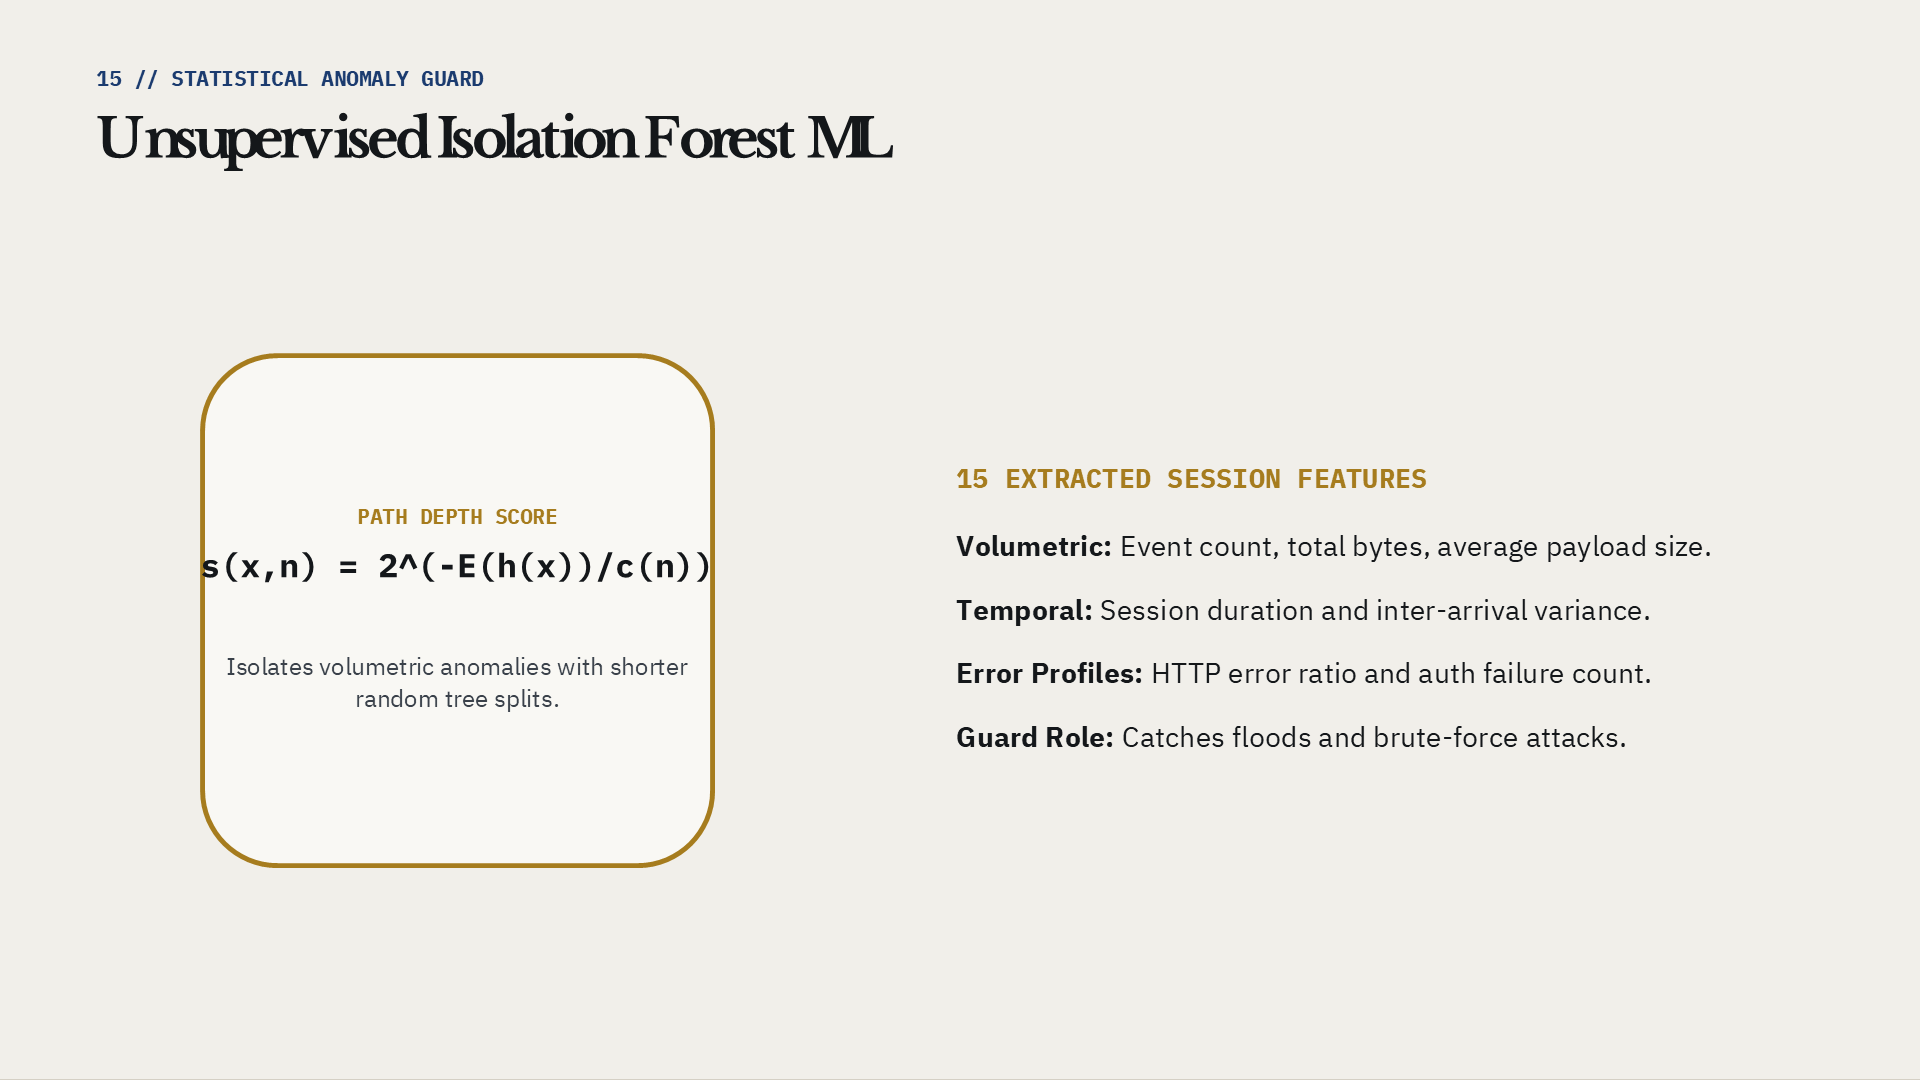 15 // STATISTICAL ANOMALY GUARD
Unsupervised Isolation Forest ML
PATH DEPTH SCORE
s(x,n) = 2^(-E(h(x))/c(n))
Isolates volumetric anomalies with shorter
random tree splits.
15 EXTRACTED SESSION FEATURES
Volumetric: Event count, total bytes, average payload size.
Temporal: Session duration and inter-arrival variance.
Error Profiles: HTTP error ratio and auth failure count.
Guard Role: Catches floods and brute-force attacks.